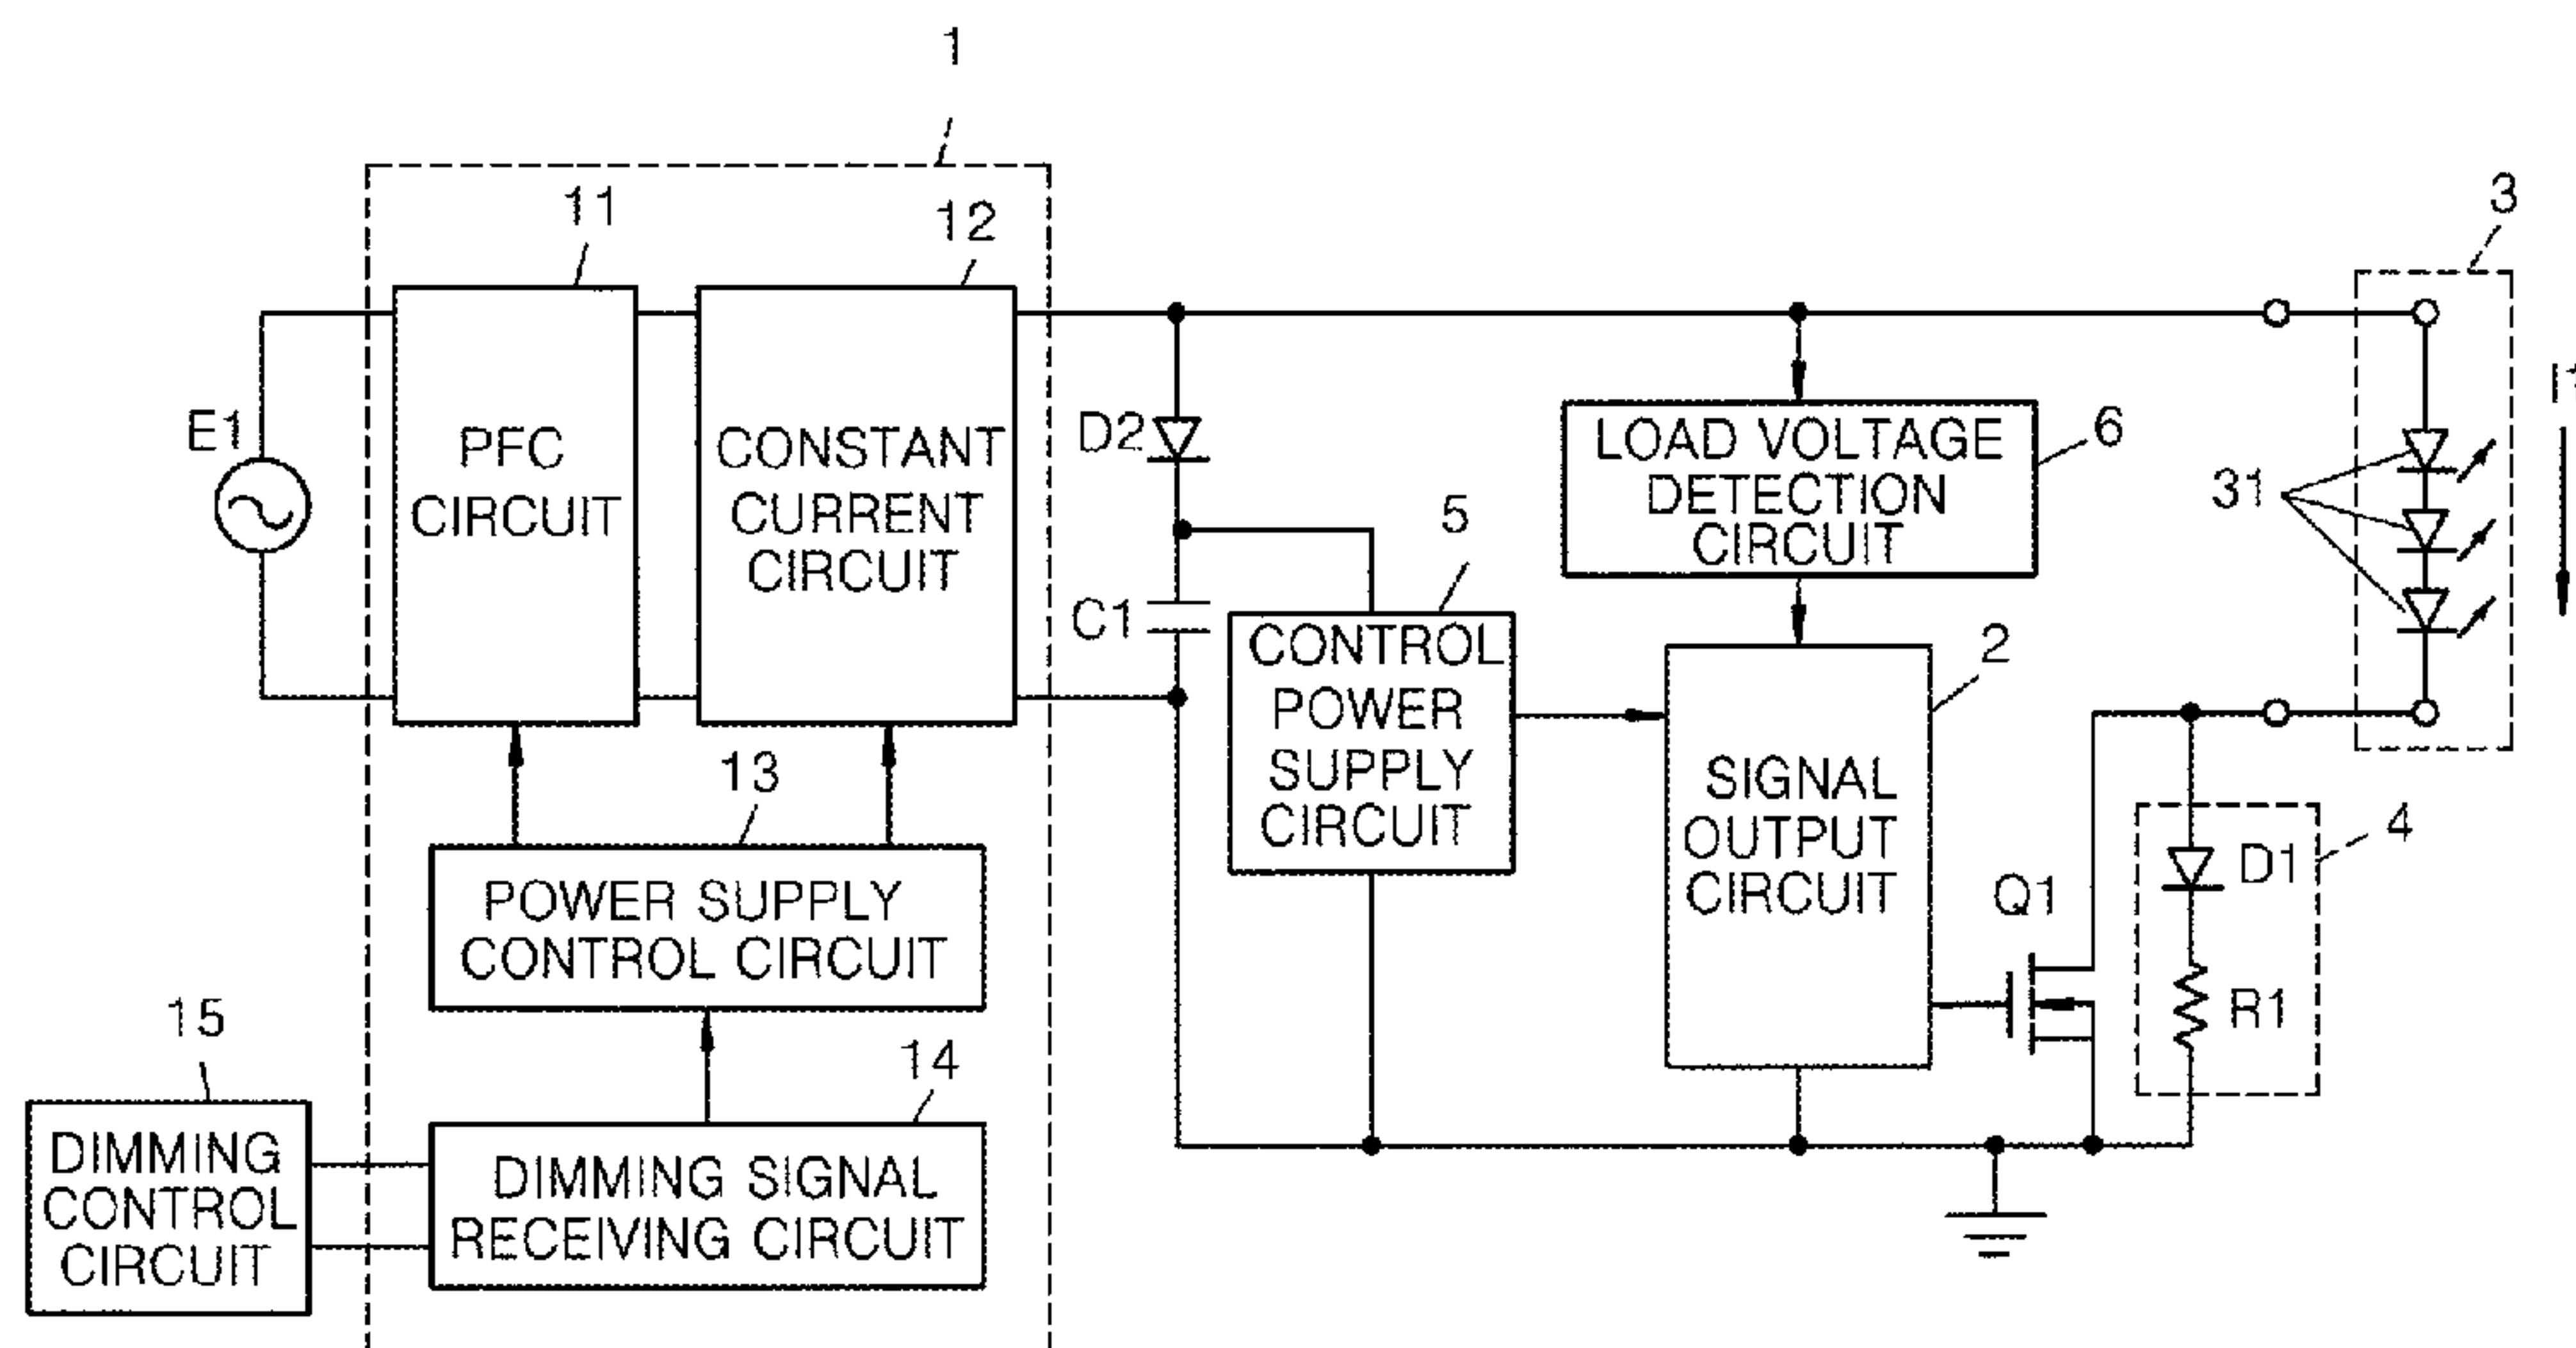 1
11
12
3
E1
PFC
CIRCUIT
CONSTANT
CURRENT
CIRCUIT
D2
C1
LOAD VOLTAGE
DETECTION
CIRCUIT
6
31
5
CONTROL
POWER
SUPPLY
CIRCUIT
2
SIGNAL
OUTPUT
CIRCUIT
13
POWER SUPPLY
CONTROL CIRCUIT
Q1
4
D1
R1
15
14
DIMMING
CONTROL
CIRCUIT
DIMMING SIGNAL
RECEIVING CIRCUIT